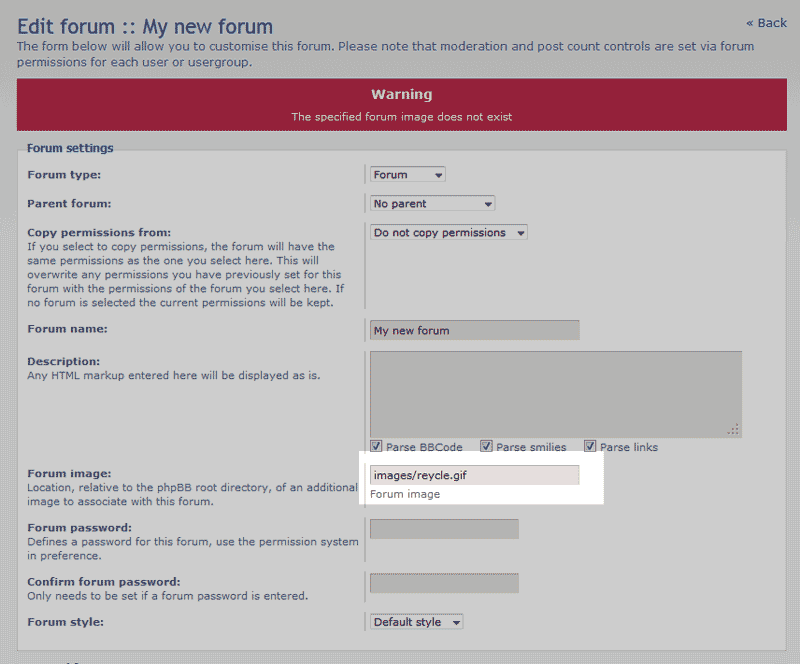 Edit forum :: My new forum
« Back
The form below will allow you to customise this forum. Please note that moderation and post count controls are set via forum
permissions for each user or usergroup.
Warning
The specified forum image does not exist
Forum settings
Forum type:
Forum
Parent forum:
No parent
Copy permissions from:
Do not copy permissions
If you select to copy permissions, the forum will have the
same permissions as the one you select here. This will
overwrite any permissions you have previously set for this
forum with the permissions of the forum you select here. If
no forum is selected the current permissions will be kept.
Forum name:
My new forum
Description:
Any HTML markup entered here will be displayed as is.
Parse BBCode Parse smilies Parse links
Forum image:
images/reycle.gif
Location, relative to the phpBB root directory, of an additional
image to associate with this forum.
Forum image
Forum password:
Defines a password for this forum, use the permission system
in preference.
Confirm forum password:
Only needs to be set if a forum password is entered.
Forum style:
Default style